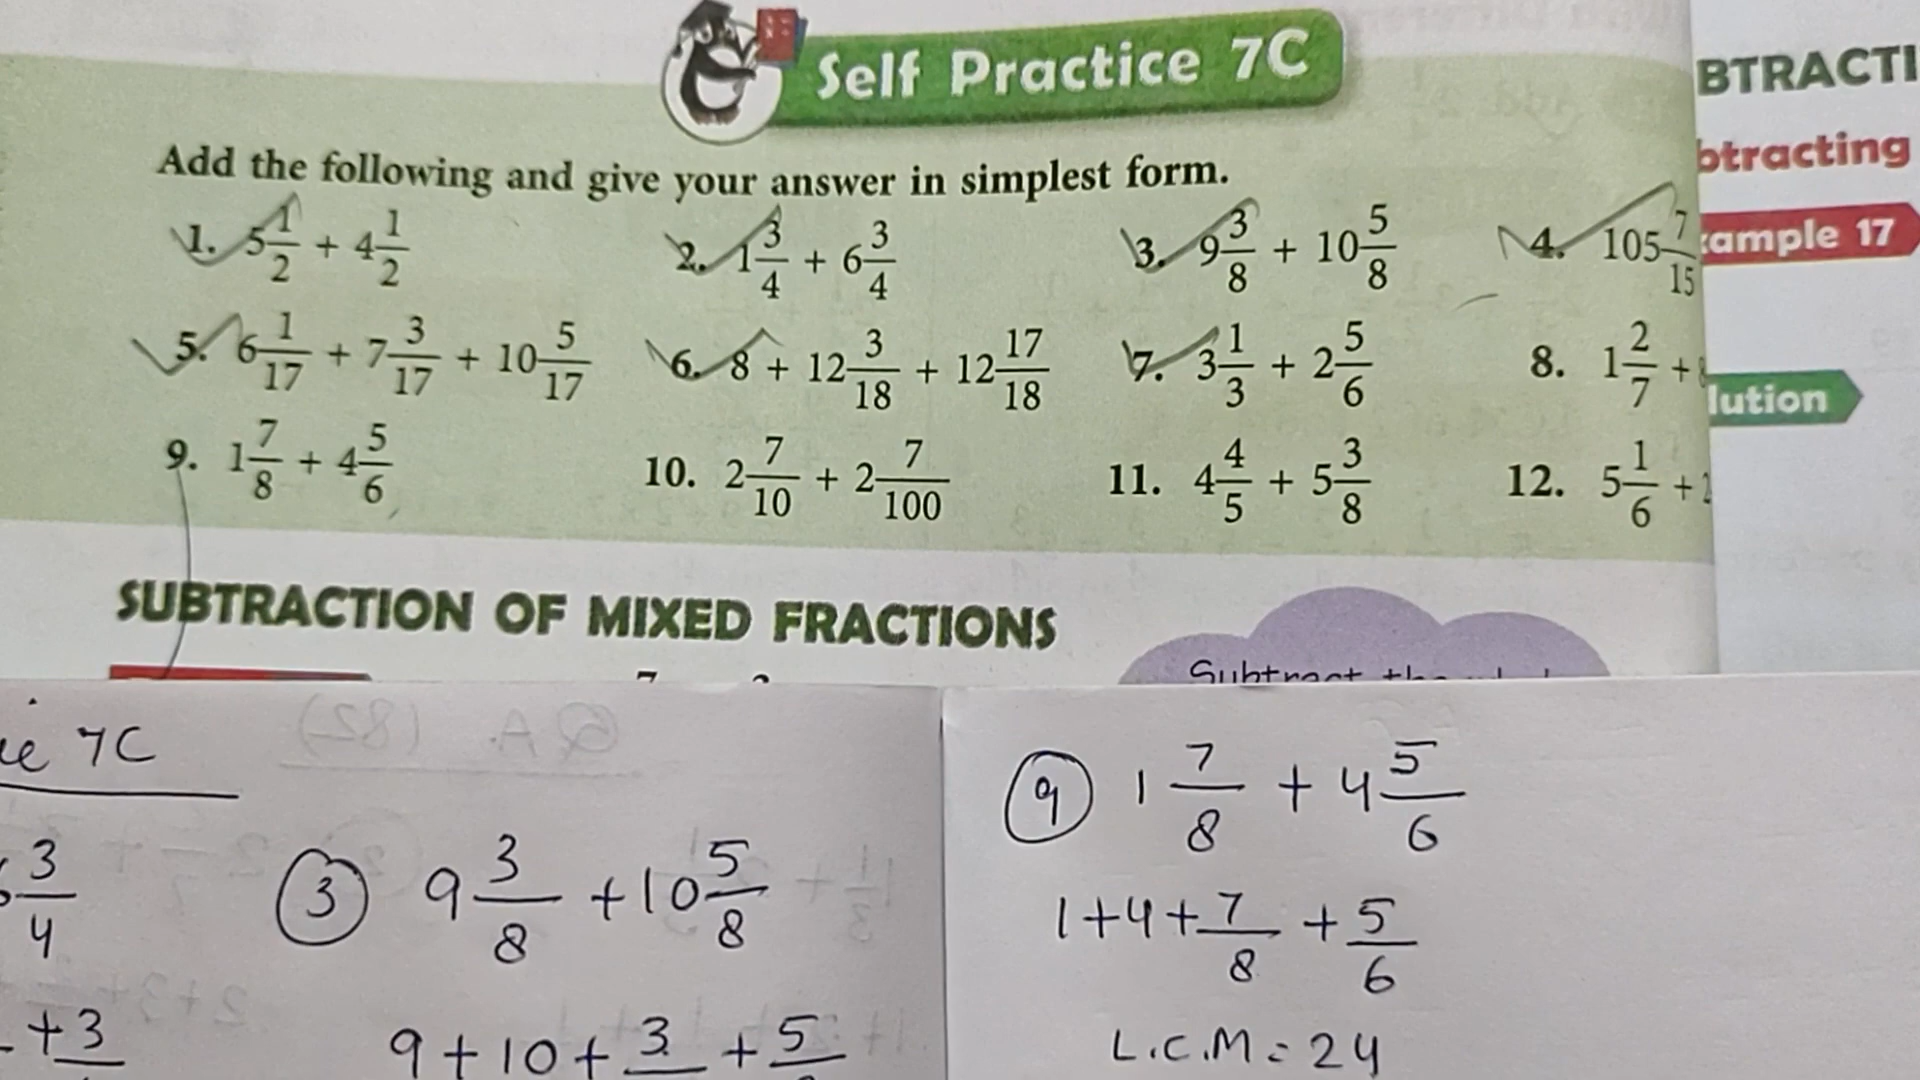 Self Practice 7C
Add the following and give your answer in simplest form.
1. 5 1/2 + 4 1/2
2. 1 3/4 + 6 3/4
3. 9 3/8 + 10 5/8
4. 105 7/15
5. 6 1/17 + 7 3/17 + 10 5/17
6. 8 + 12 3/18 + 12 17/18
7. 3 1/3 + 2 5/6
8. 1 2/7 +
9. 1 7/8 + 4 5/6
10. 2 7/10 + 2 7/100
11. 4 4/5 + 5 3/8
12. 5 1/6 +
SUBTRACTION OF MIXED FRACTIONS
BTRACTI
btracting
ample 17
lution
7C
3/4
+3
③ 9 3/8 + 10 5/8
9 + 10 + 3 + 5
⑨ 1 7/8 + 4 5/6
1 + 4 + 7/8 + 5/6
L.C.M = 24